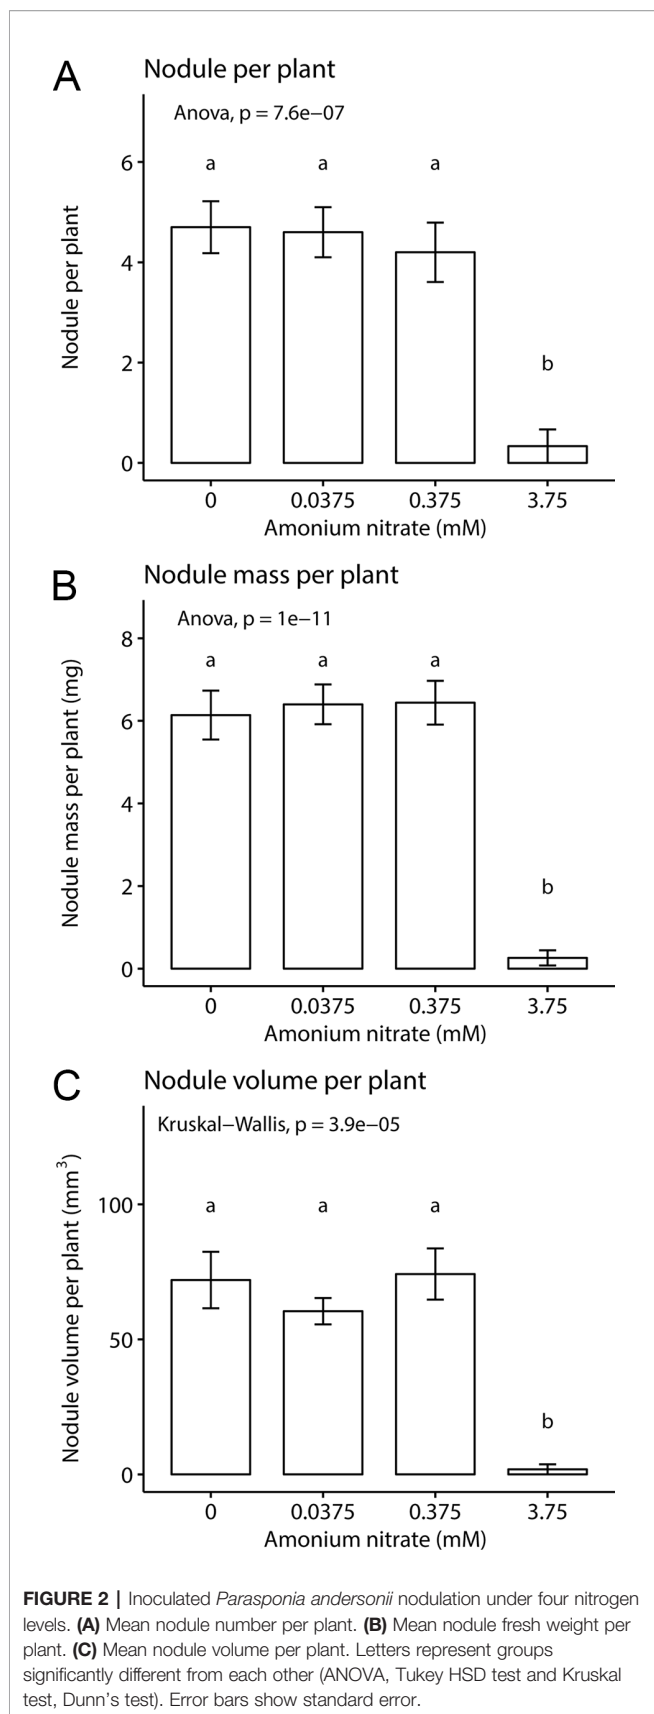 A
Nodule per plant
Anova, p = 7.6e−07
a a a b
Nodule per plant
6
4
2
0
0 0.0375 0.375 3.75
Amonium nitrate (mM)
B
Nodule mass per plant
Anova, p = 1e−11
a a a b
Nodule mass per plant (mg)
8
6
4
2
0
0 0.0375 0.375 3.75
Amonium nitrate (mM)
C
Nodule volume per plant
Kruskal−Wallis, p = 3.9e−05
a a a b
Nodule volume per plant (mm³)
100
50
0
0 0.0375 0.375 3.75
Amonium nitrate (mM)
FIGURE 2 | Inoculated Parasponia andersonii nodulation under four nitrogen
levels. (A) Mean nodule number per plant. (B) Mean nodule fresh weight per
plant. (C) Mean nodule volume per plant. Letters represent groups
significantly different from each other (ANOVA, Tukey HSD test and Kruskal
test, Dunn's test). Error bars show standard error.